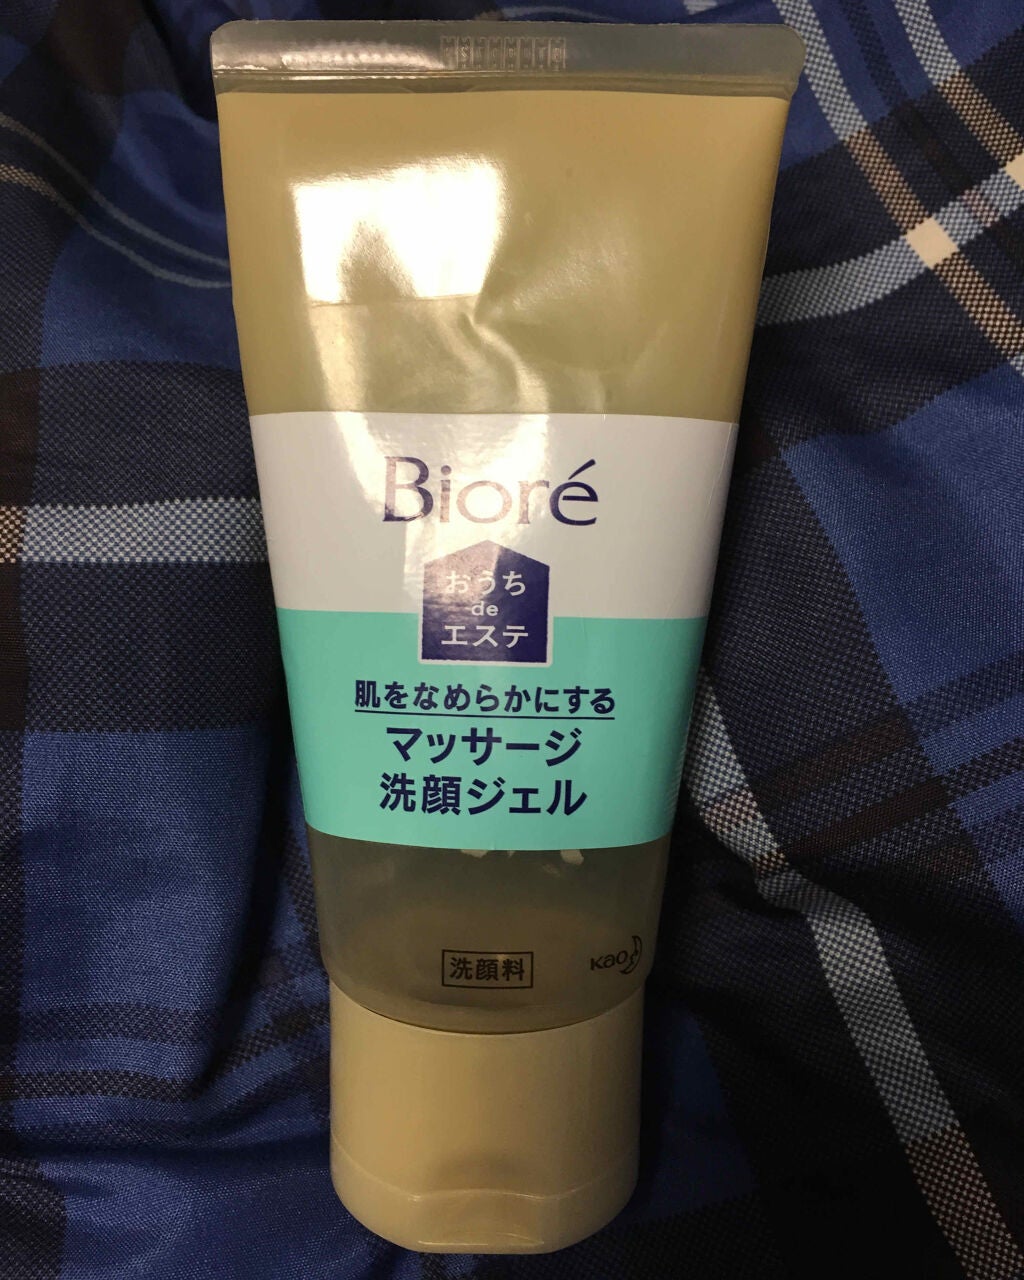 Bioré
おうち
de
エステ
肌をなめらかにする
マッサージ
洗顔ジェル
洗顔料
Kao